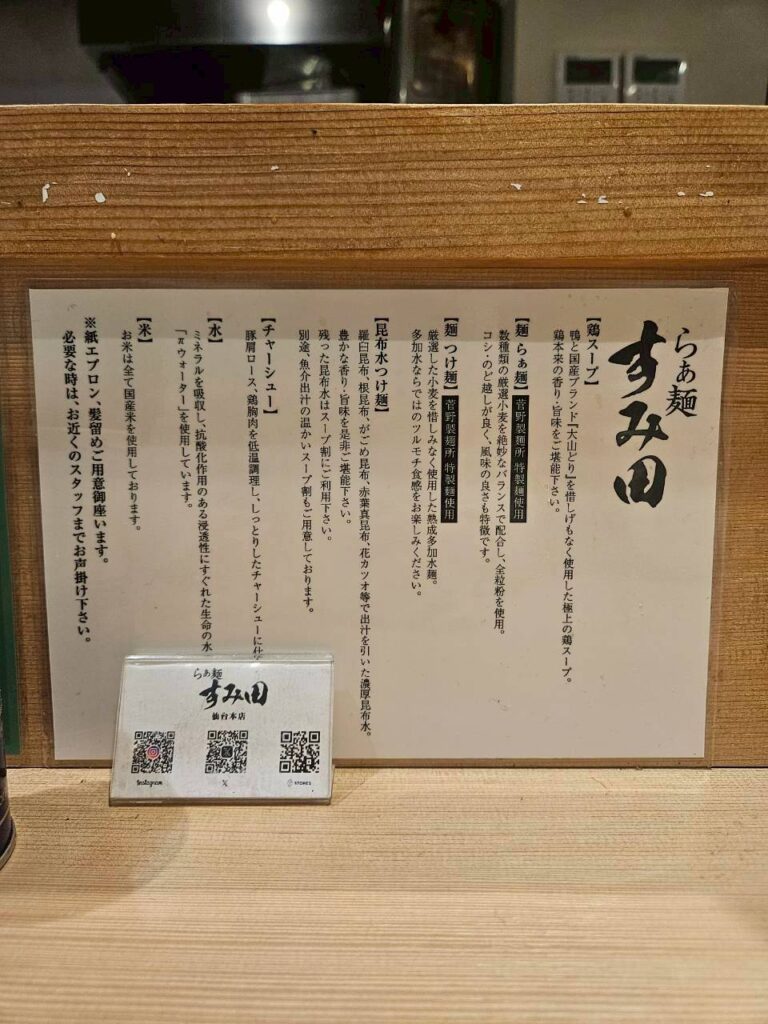 らぁ麺
すみ田
【鶏スープ】
鴨と国産ブランド『大山どり』を惜しげもなく使用した極上の鶏スープ。
鶏本来の香り・旨味をご堪能下さい。
【麺 らぁ麺】菅野製麺所 特製麺使用
数種類の厳選小麦を絶妙なバランスで配合し、全粒粉を使用。
コシ・のど越しが良く、風味の良さも特徴です。
【麺 つけ麺】菅野製麺所 特製麺使用
厳選した小麦を惜しみなく使用した熟成多加水麺。
多加水ならではのツルモチ食感をお楽しみください。
【昆布水つけ麺】
羅臼昆布、根昆布、がごめ昆布、赤葉真昆布、花カツオ等で出汁を引いた濃厚昆布水。
豊かな香り・旨味を是非ご堪能下さい。
残った昆布水はスープ割にご利用下さい。
別途、魚介出汁の温かいスープ割もご用意しております。
【チャーシュー】
豚肩ロース、鶏胸肉を低温調理し、しっとりしたチャーシューに仕
【水】
ミネラルを吸収し、抗酸化作用のある浸透性にすぐれた生命の水
「πウォーター」を使用しています。
【米】
お米は全て国産米を使用しております。
※紙エプロン、髪留めご用意御座います。
必要な時は、お近くのスタッフまでお声掛け下さい。
らぁ麺
すみ田
仙台本店
Instagram
X
STORES